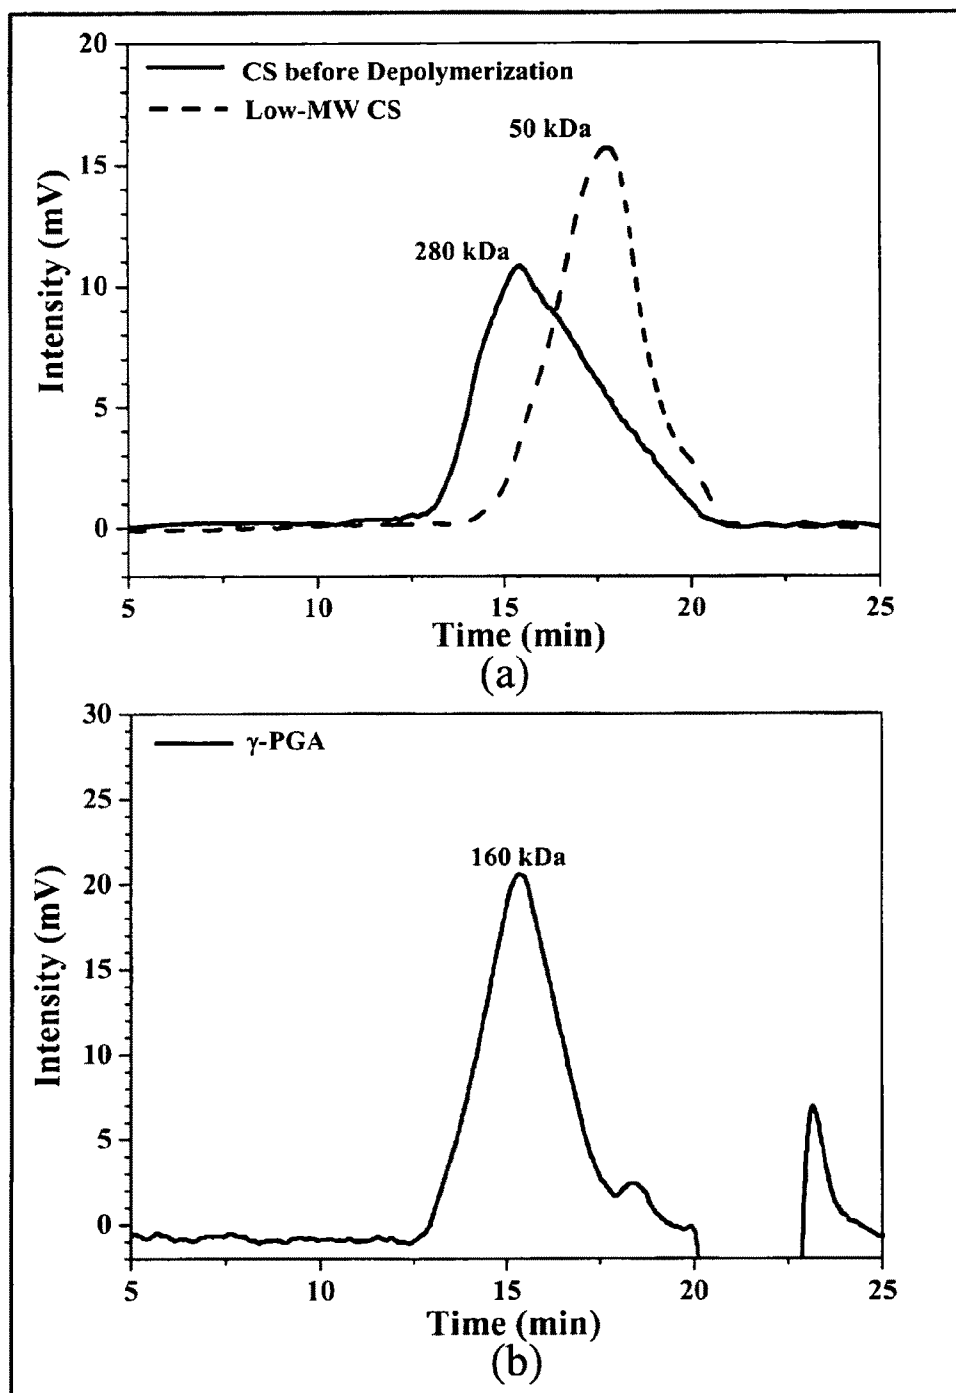 20
15
10
5
0
Intensity (mV)
CS before Depolymerization
Low-MW CS
50 kDa
280 kDa
5 10 15 20 25
Time (min)
(a)
30
25
20
15
10
5
0
Intensity (mV)
γ-PGA
160 kDa
5 10 15 20 25
Time (min)
(b)